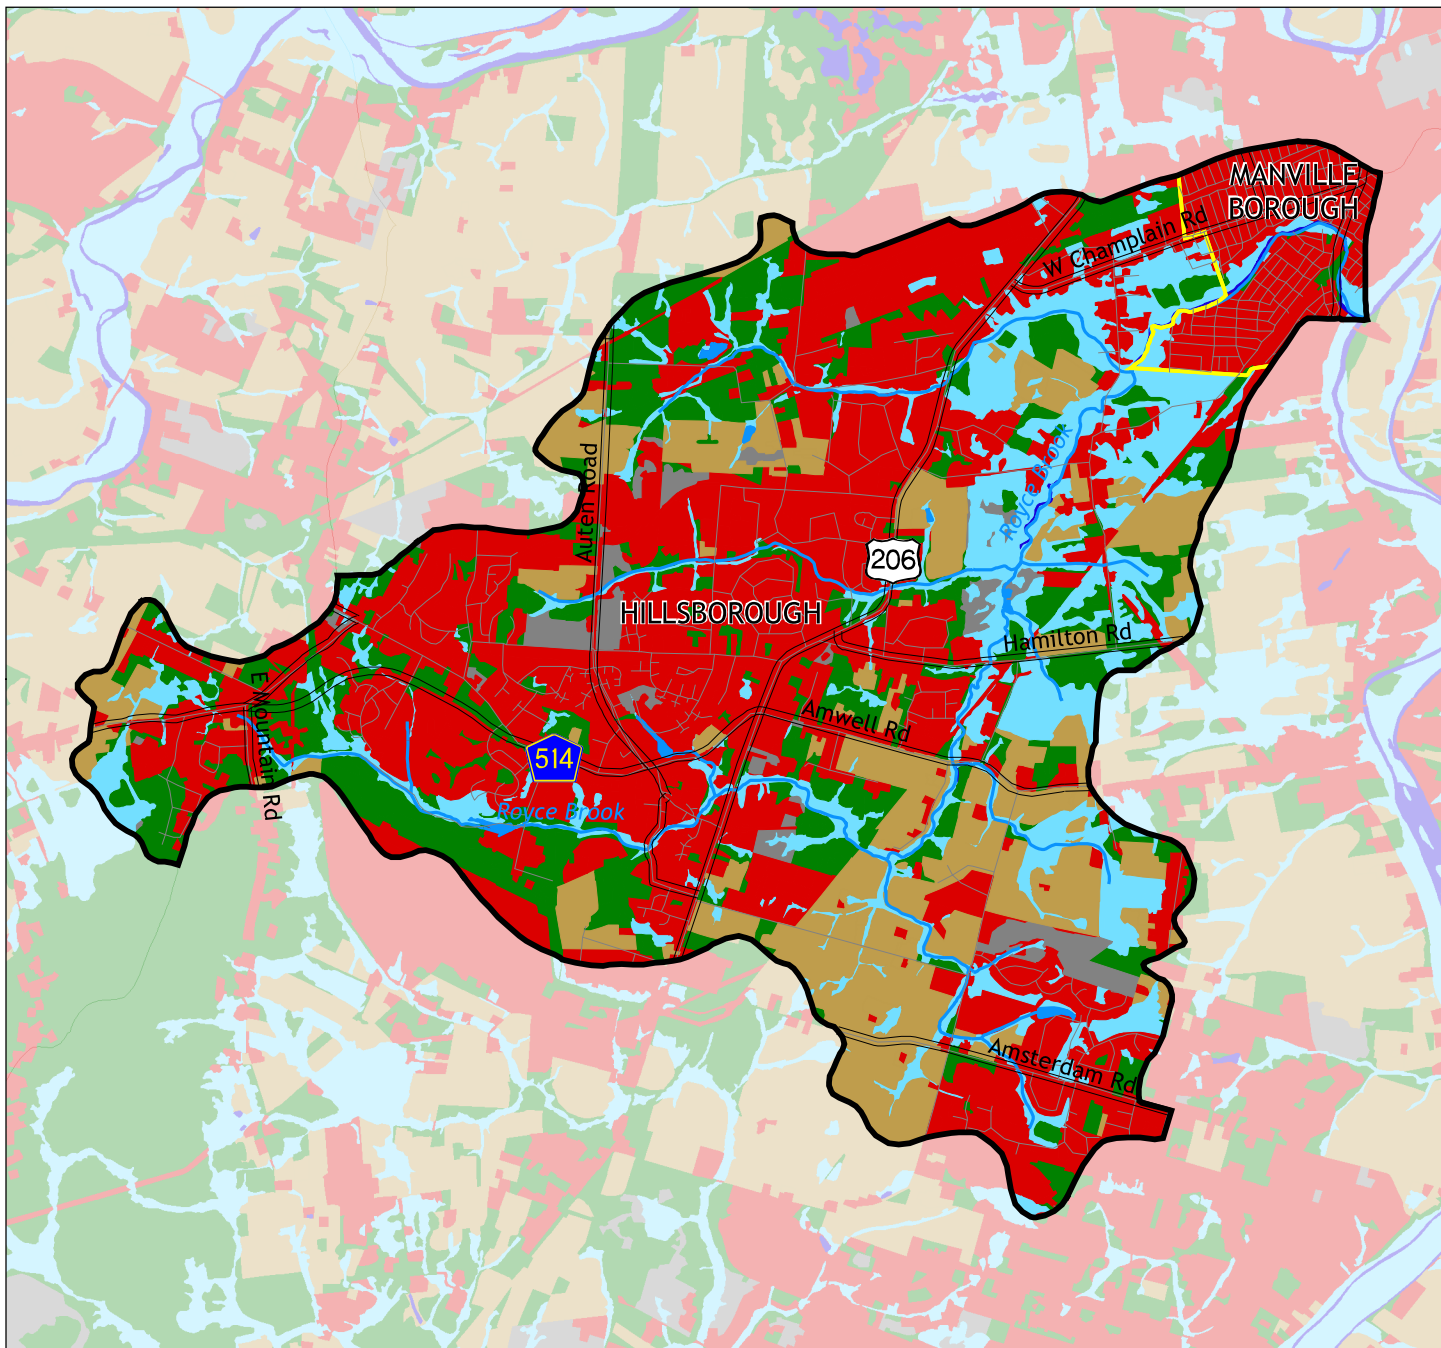 MANVILLE
BOROUGH
W Champlain Rd
Royce Brook
Auten Road
206
HILLSBOROUGH
Hamilton Rd
E Mountain Rd
Amwell Rd
514
Royce Brook
Amsterdam Rd